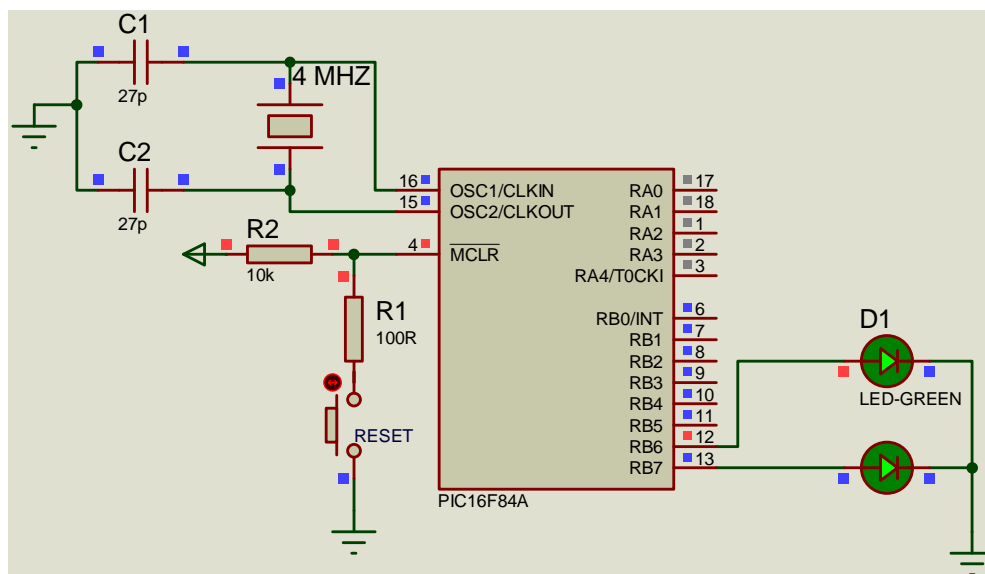 C1
27p
4 MHZ
C2
27p
R2
10k
R1
100R
RESET
16
OSC1/CLKIN
15
OSC2/CLKOUT
4
MCLR
RA0
17
RA1
18
RA2
1
RA3
2
RA4/T0CKI
3
RB0/INT
6
RB1
7
RB2
8
RB3
9
RB4
10
RB5
11
RB6
12
RB7
13
PIC16F84A
D1
LED-GREEN